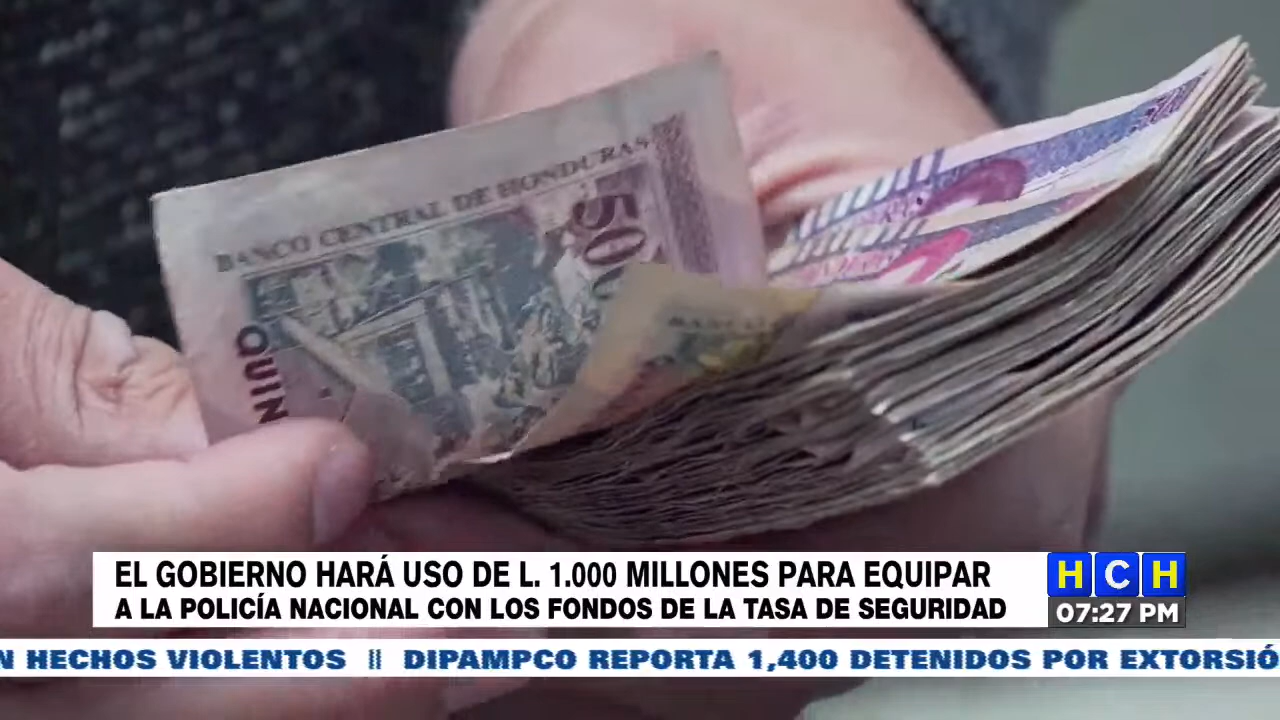 BANCO CENTRAL DE HONDURAS
500
QUIN
EL GOBIERNO HARÁ USO DE L. 1.000 MILLONES PARA EQUIPAR
A LA POLICÍA NACIONAL CON LOS FONDOS DE LA TASA DE SEGURIDAD
HCH
07:27 PM
N HECHOS VIOLENTOS || DIPAMPCO REPORTA 1,400 DETENIDOS POR EXTORSIÓ